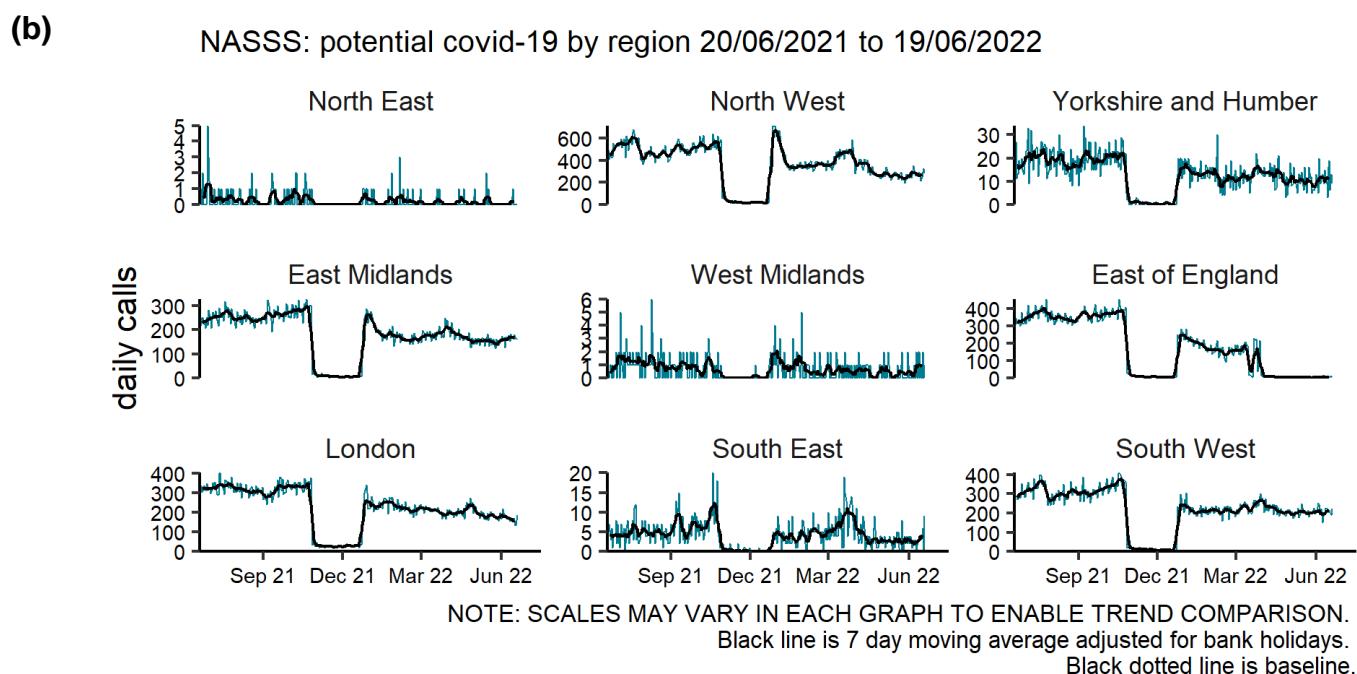 (b)
NASSS: potential covid-19 by region 20/06/2021 to 19/06/2022
North East
North West
Yorkshire and Humber
5
4
3
2
1
0
600
400
200
0
30
20
10
0
daily calls
East Midlands
West Midlands
East of England
300
200
100
0
6
5
4
3
2
1
0
400
300
200
100
0
London
South East
South West
400
300
200
100
0
20
15
10
5
0
400
300
200
100
0
Sep 21 Dec 21 Mar 22 Jun 22
Sep 21 Dec 21 Mar 22 Jun 22
Sep 21 Dec 21 Mar 22 Jun 22
NOTE: SCALES MAY VARY IN EACH GRAPH TO ENABLE TREND COMPARISON.
Black line is 7 day moving average adjusted for bank holidays.
Black dotted line is baseline.